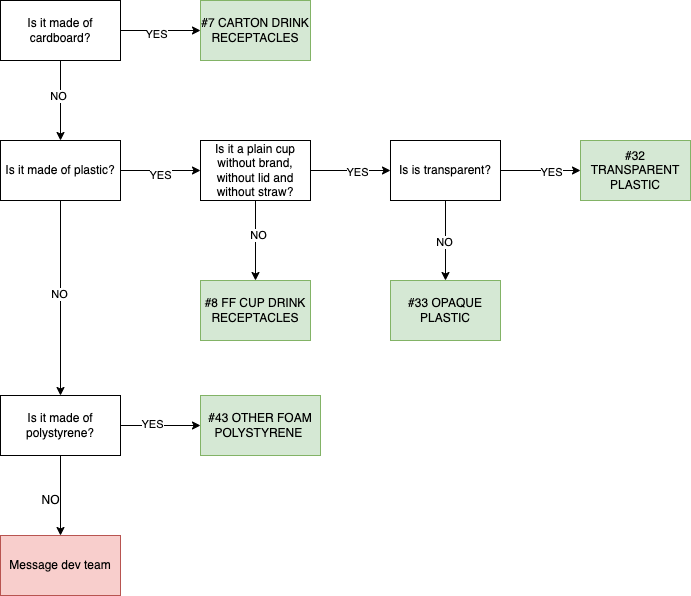 Is it made of
cardboard?
YES
#7 CARTON DRINK
RECEPTACLES
NO
Is it made of plastic?
YES
Is it a plain cup
without brand,
without lid and
without straw?
YES
Is is transparent?
YES
#32
TRANSPARENT
PLASTIC
NO
NO
#8 FF CUP DRINK
RECEPTACLES
#33 OPAQUE
PLASTIC
NO
Is it made of
polystyrene?
YES
#43 OTHER FOAM
POLYSTYRENE
NO
Message dev team